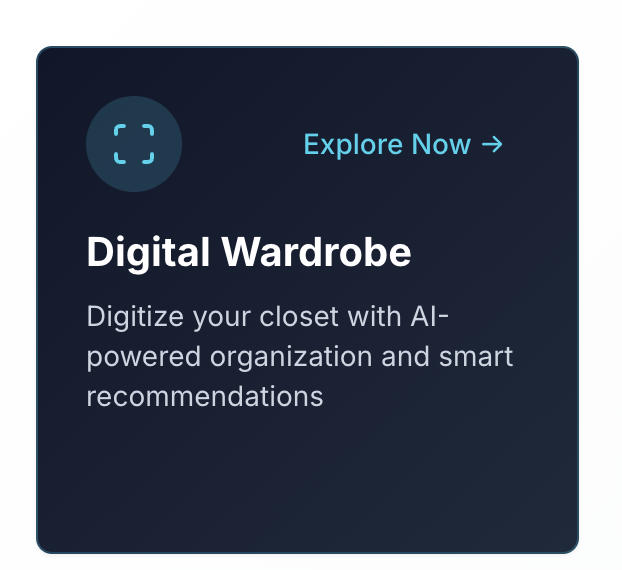 Explore Now →
Digital Wardrobe
Digitize your closet with AI-
powered organization and smart
recommendations